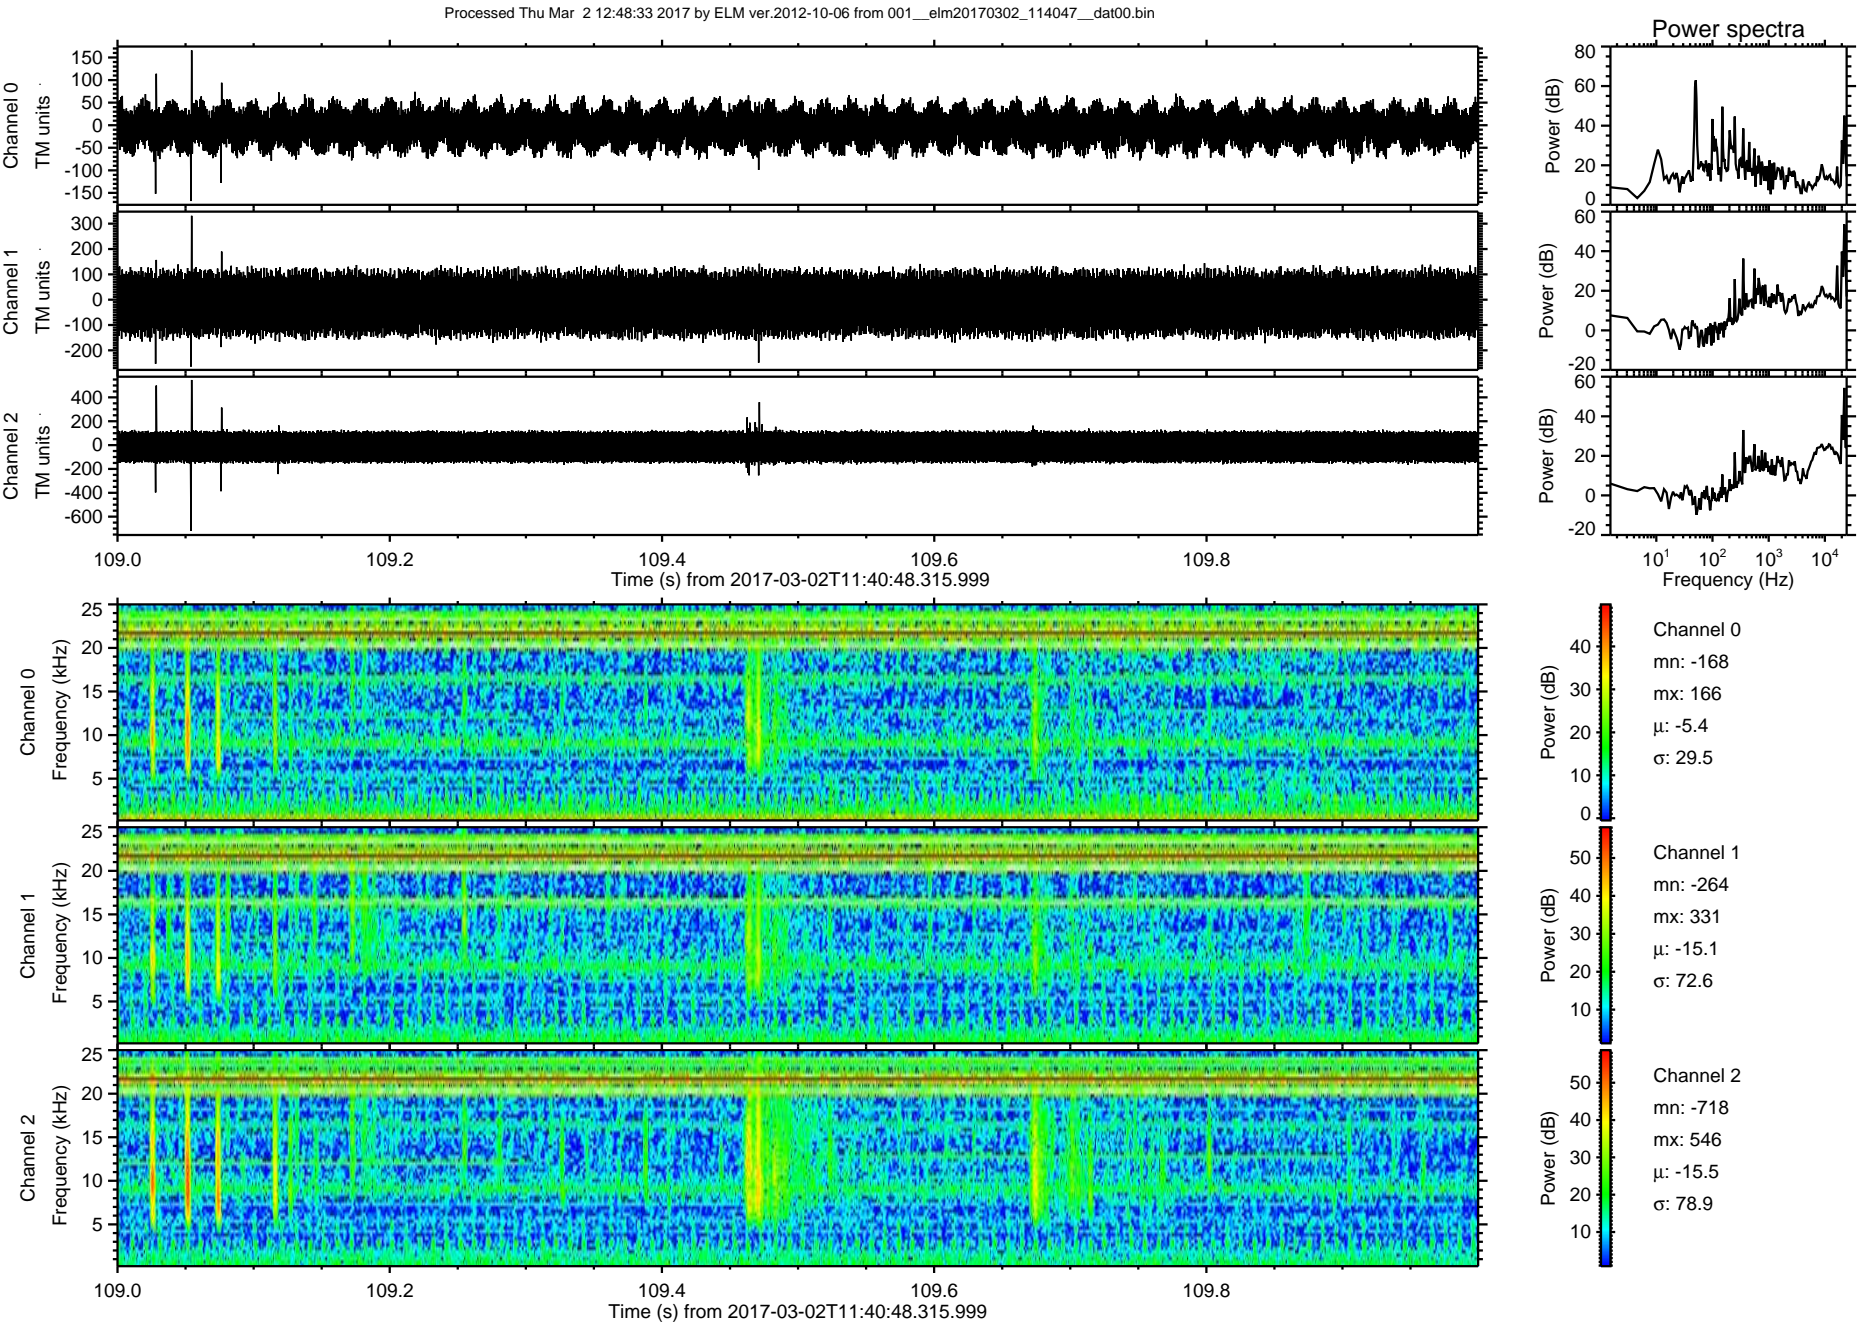 Processed Thu Mar  2 12:48:33 2017 by ELM ver.2012-10-06 from 001__elm20170302_114047__dat00.bin
Power spectra
Channel 0
TM units
150
100
50
0
-50
-100
-150
Power (dB)
80
60
40
20
0
Channel 1
TM units
300
200
100
0
-100
-200
Power (dB)
60
40
20
0
-20
Channel 2
TM units
400
200
0
-200
-400
-600
Power (dB)
60
40
20
0
-20
109.0 109.2 109.4 109.6 109.8
Time (s) from 2017-03-02T11:40:48.315.999
10^1 10^2 10^3 10^4
Frequency (Hz)
Channel 0
Frequency (kHz)
25
20
15
10
5
Power (dB)
40
30
20
10
0
Channel 0
mn: -168
mx: 166
μ: -5.4
σ: 29.5
Channel 1
Frequency (kHz)
25
20
15
10
5
Power (dB)
50
40
30
20
10
Channel 1
mn: -264
mx: 331
μ: -15.1
σ: 72.6
Channel 2
Frequency (kHz)
25
20
15
10
5
Power (dB)
50
40
30
20
10
Channel 2
mn: -718
mx: 546
μ: -15.5
σ: 78.9
109.0 109.2 109.4 109.6 109.8
Time (s) from 2017-03-02T11:40:48.315.999